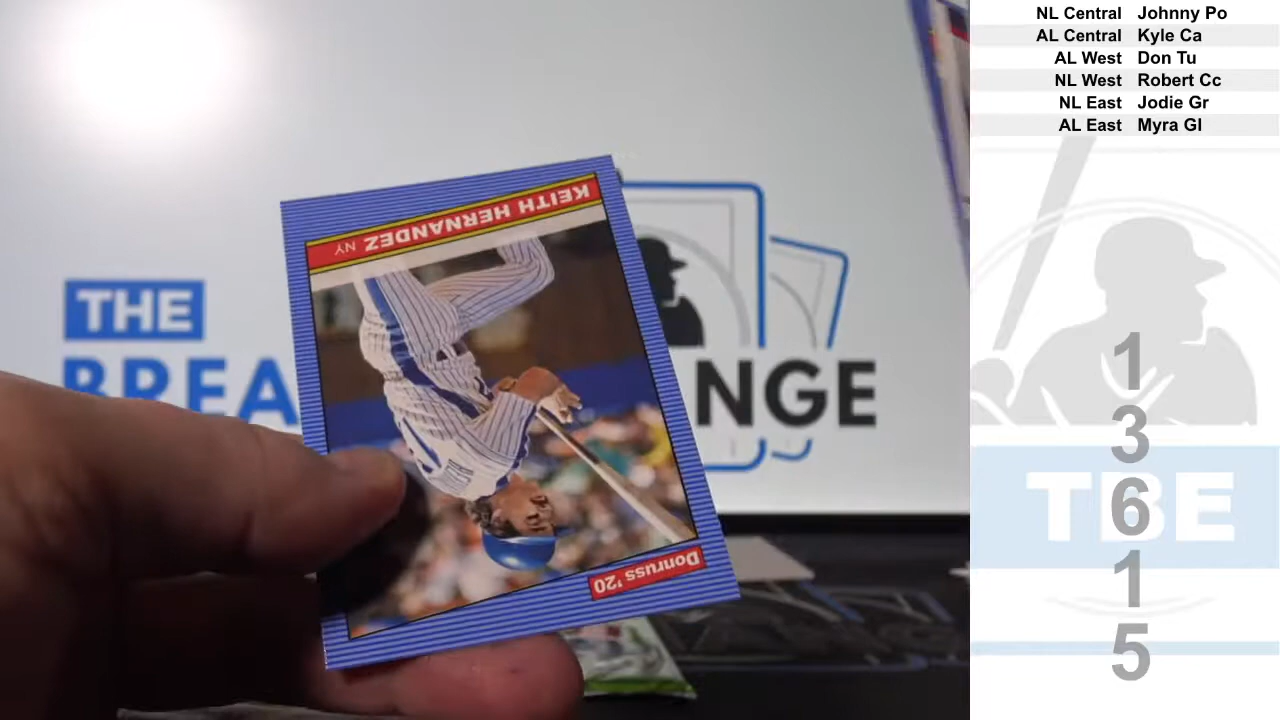 NL Central Johnny Po
AL Central Kyle Ca
AL West Don Tu
NL West Robert Cc
NL East Jodie Gr
AL East Myra Gl
KEITH HERNANDEZ NY
THE
BREA
NGE
Donruss '20
TBE
1
3
6
1
5